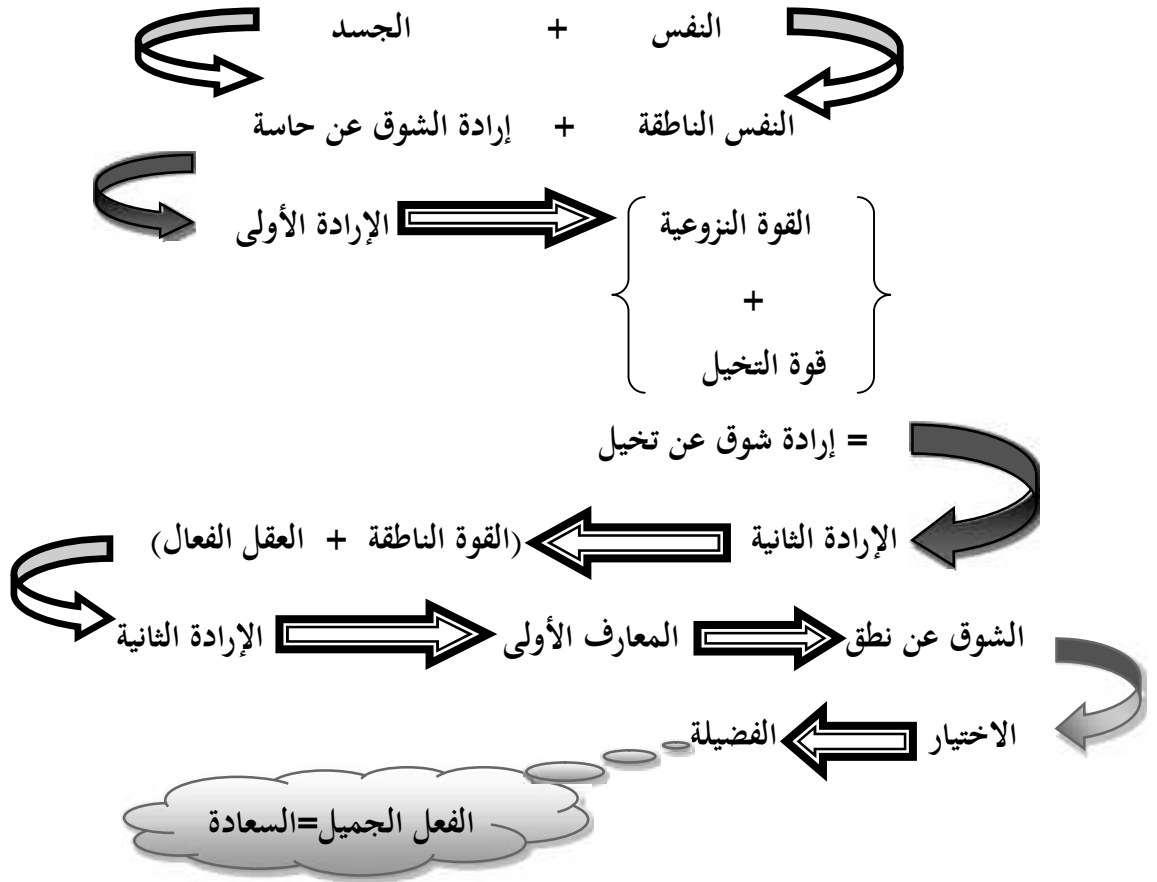 النفس + الجسد
النفس الناطقة + إرادة الشوق عن حاسة
الإرادة الأولى
القوة النزوعية
+
قوة التخيل
= إرادة شوق عن تخيل
الإرادة الثانية (القوة الناطقة + العقل الفعال)
الإرادة الثانية المعارف الأولى الشوق عن نطق
الاختيار الفضيلة
الفعل الجميل=السعادة